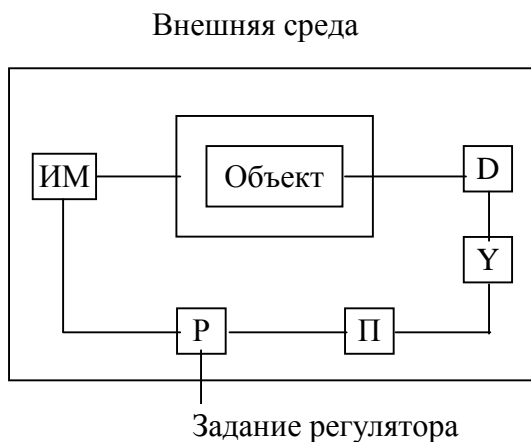 Внешняя среда
ИМ
Объект
D
Y
Р
П
Задание регулятора